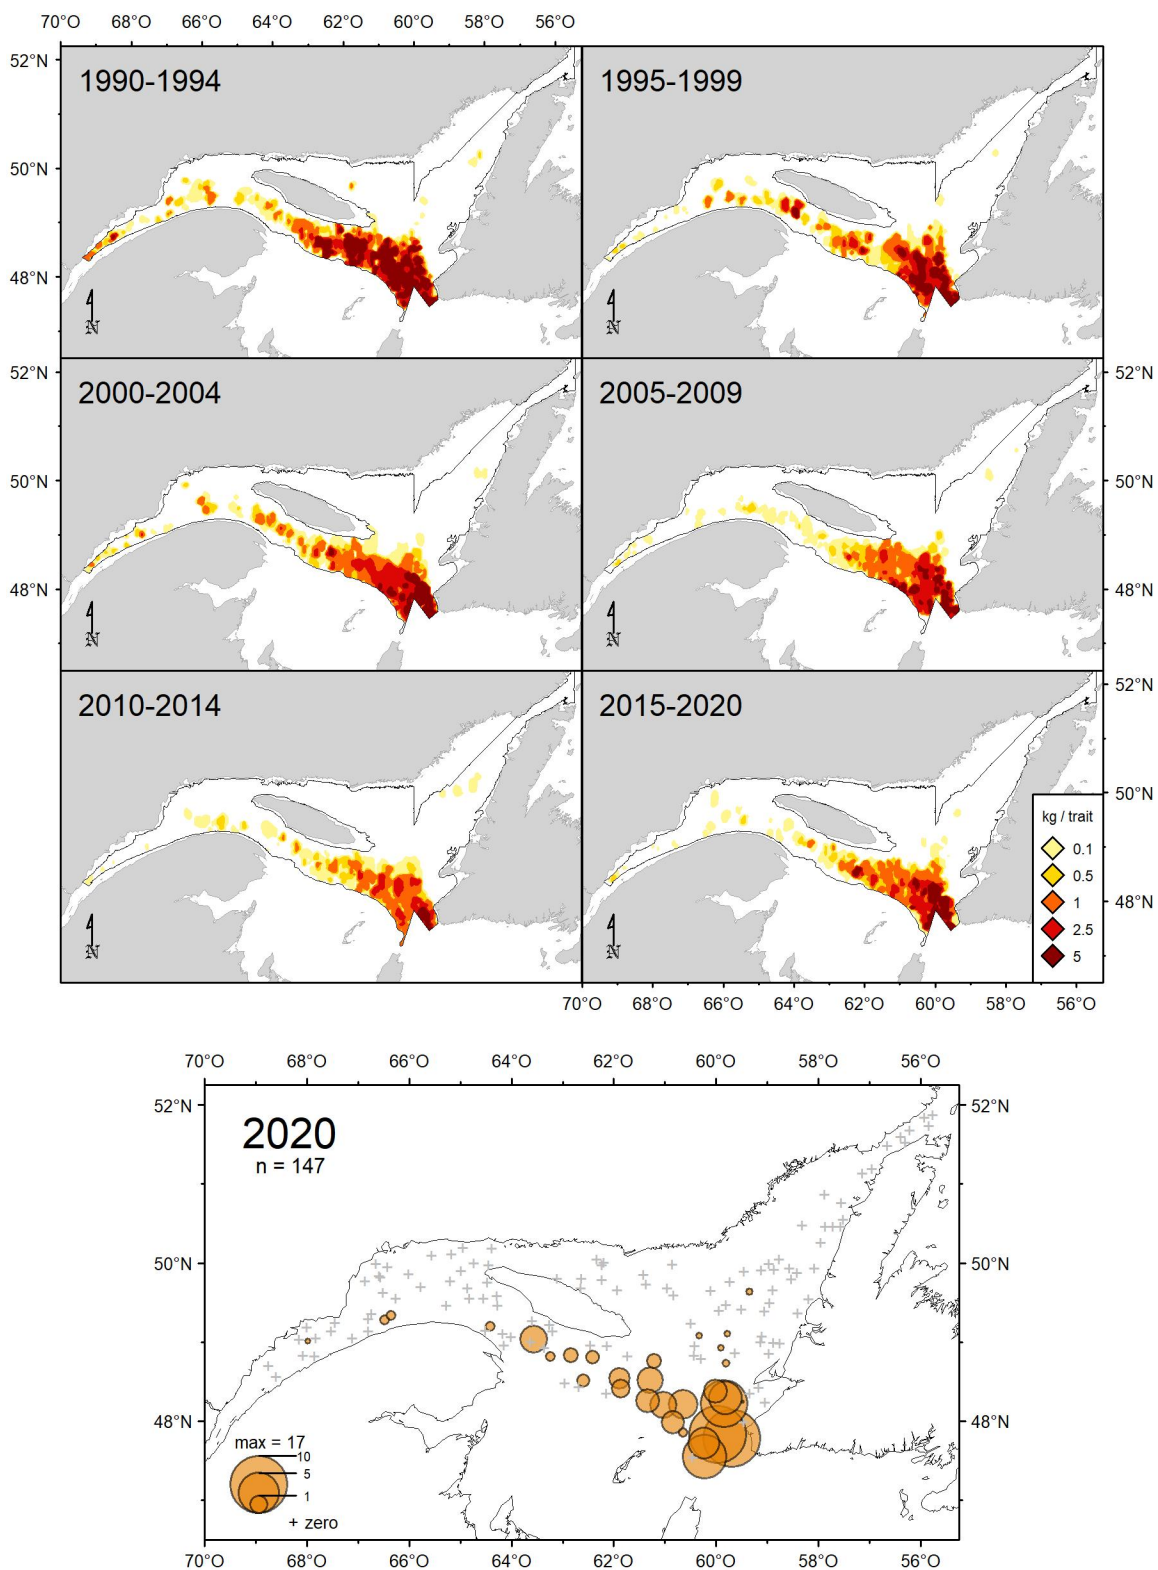 70°O 68°O 66°O 64°O 62°O 60°O 58°O 56°O
52°N
1990-1994 1995-1999
50°N
48°N
N N
52°N 52°N
2000-2004 2005-2009
50°N 50°N
48°N 48°N
N N
52°N
2010-2014 2015-2020
50°N
kg / trait
0.1
0.5
1 48°N
2.5
5
N N
70°O 68°O 66°O 64°O 62°O 60°O 58°O 56°O
70°O 68°O 66°O 64°O 62°O 60°O 58°O 56°O
52°N 52°N
2020
n = 147
50°N 50°N
48°N 48°N
max = 17
10
5
1
+ zero
70°O 68°O 66°O 64°O 62°O 60°O 58°O 56°O